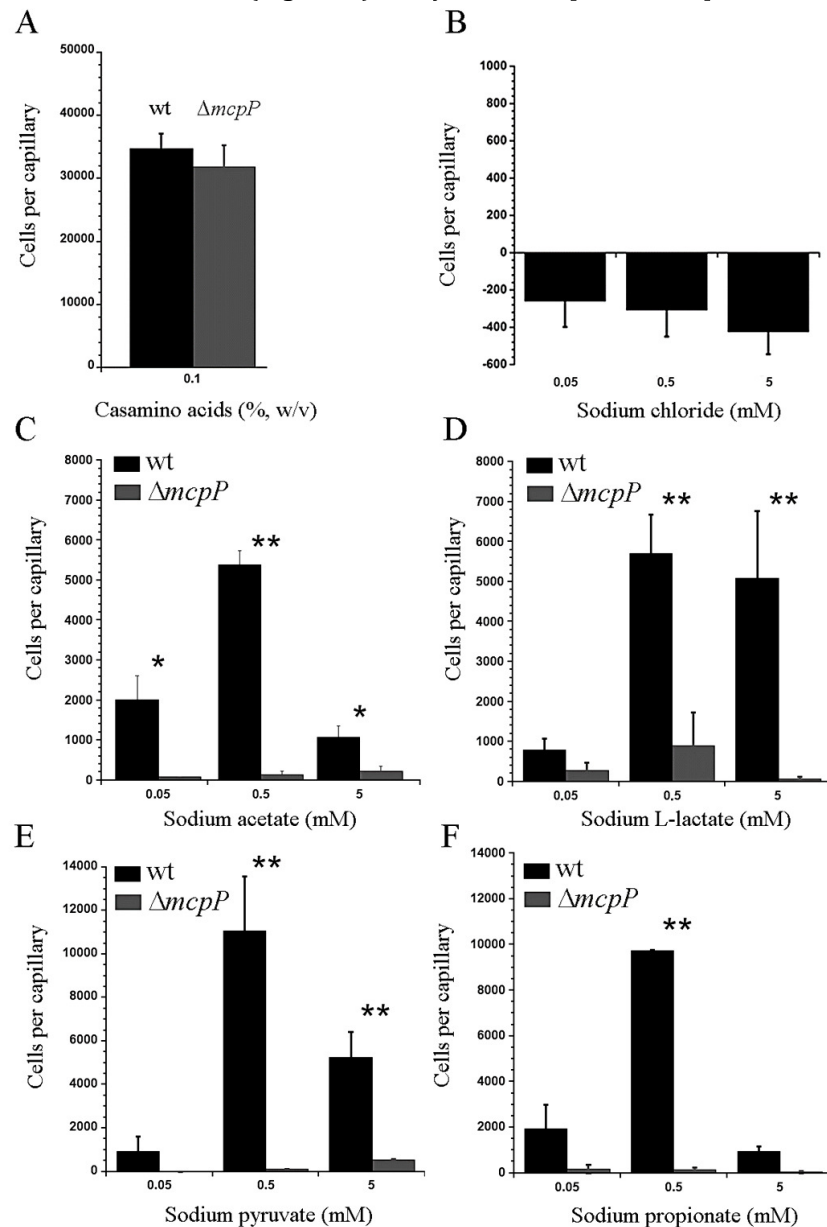 A
50000
40000
30000
20000
10000
0
Cells per capillary
wt
ΔmcpP
0.1
Casamino acids (%, w/v)
B
1000
800
600
400
200
0
-200
-400
-600
Cells per capillary
0.05
0.5
5
Sodium chloride (mM)
C
8000
7000
6000
5000
4000
3000
2000
1000
0
Cells per capillary
wt
ΔmcpP
*
**
*
0.05
0.5
5
Sodium acetate (mM)
D
8000
7000
6000
5000
4000
3000
2000
1000
0
Cells per capillary
wt
ΔmcpP
**
**
0.05
0.5
5
Sodium L-lactate (mM)
E
14000
12000
10000
8000
6000
4000
2000
0
Cells per capillary
wt
ΔmcpP
**
**
0.05
0.5
5
Sodium pyruvate (mM)
F
14000
12000
10000
8000
6000
4000
2000
0
Cells per capillary
wt
ΔmcpP
**
0.05
0.5
5
Sodium propionate (mM)